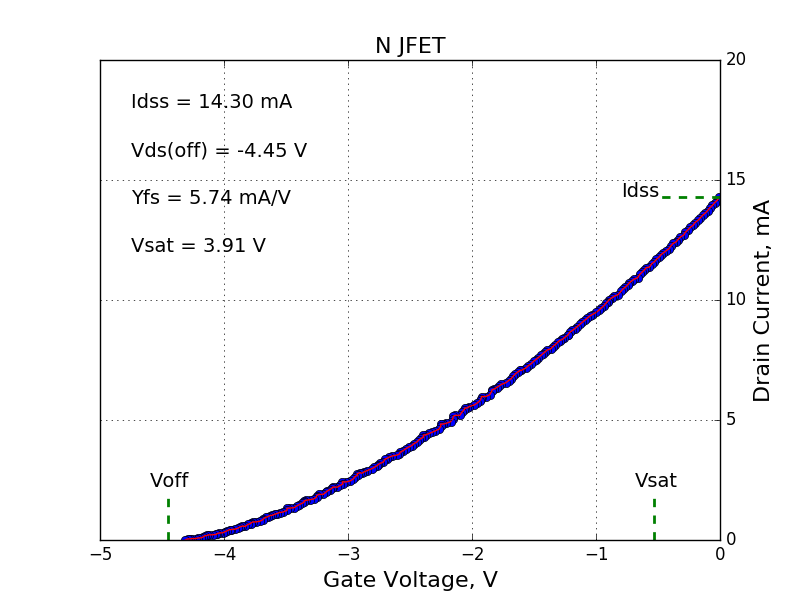 N JFET
Idss = 14.30 mA
Vds(off) = -4.45 V
Yfs = 5.74 mA/V
Vsat = 3.91 V
Idss
Voff
Vsat
20
15
10
5
0
Drain Current, mA
−5
−4
−3
−2
−1
0
Gate Voltage, V